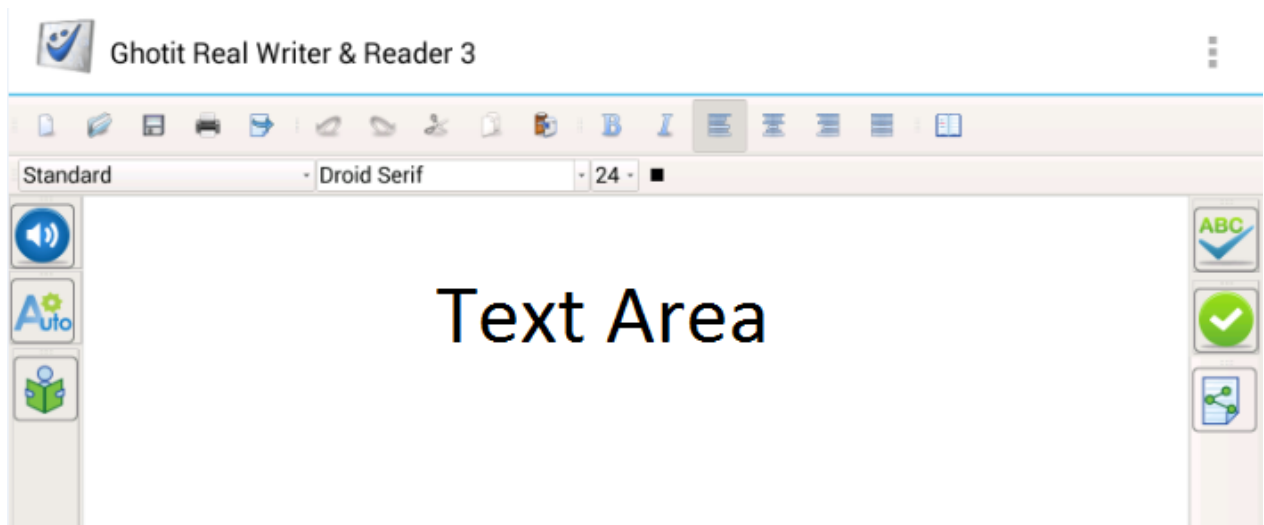 Ghotit Real Writer & Reader 3
B I
Standard Droid Serif 24
ABC
Auto
Text Area